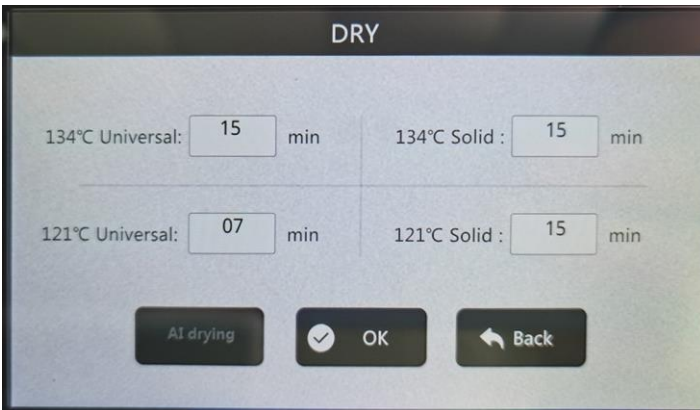 DRY
134℃ Universal: 15 min 134℃ Solid : 15 min
121℃ Universal: 07 min 121℃ Solid : 15 min
AI drying OK Back